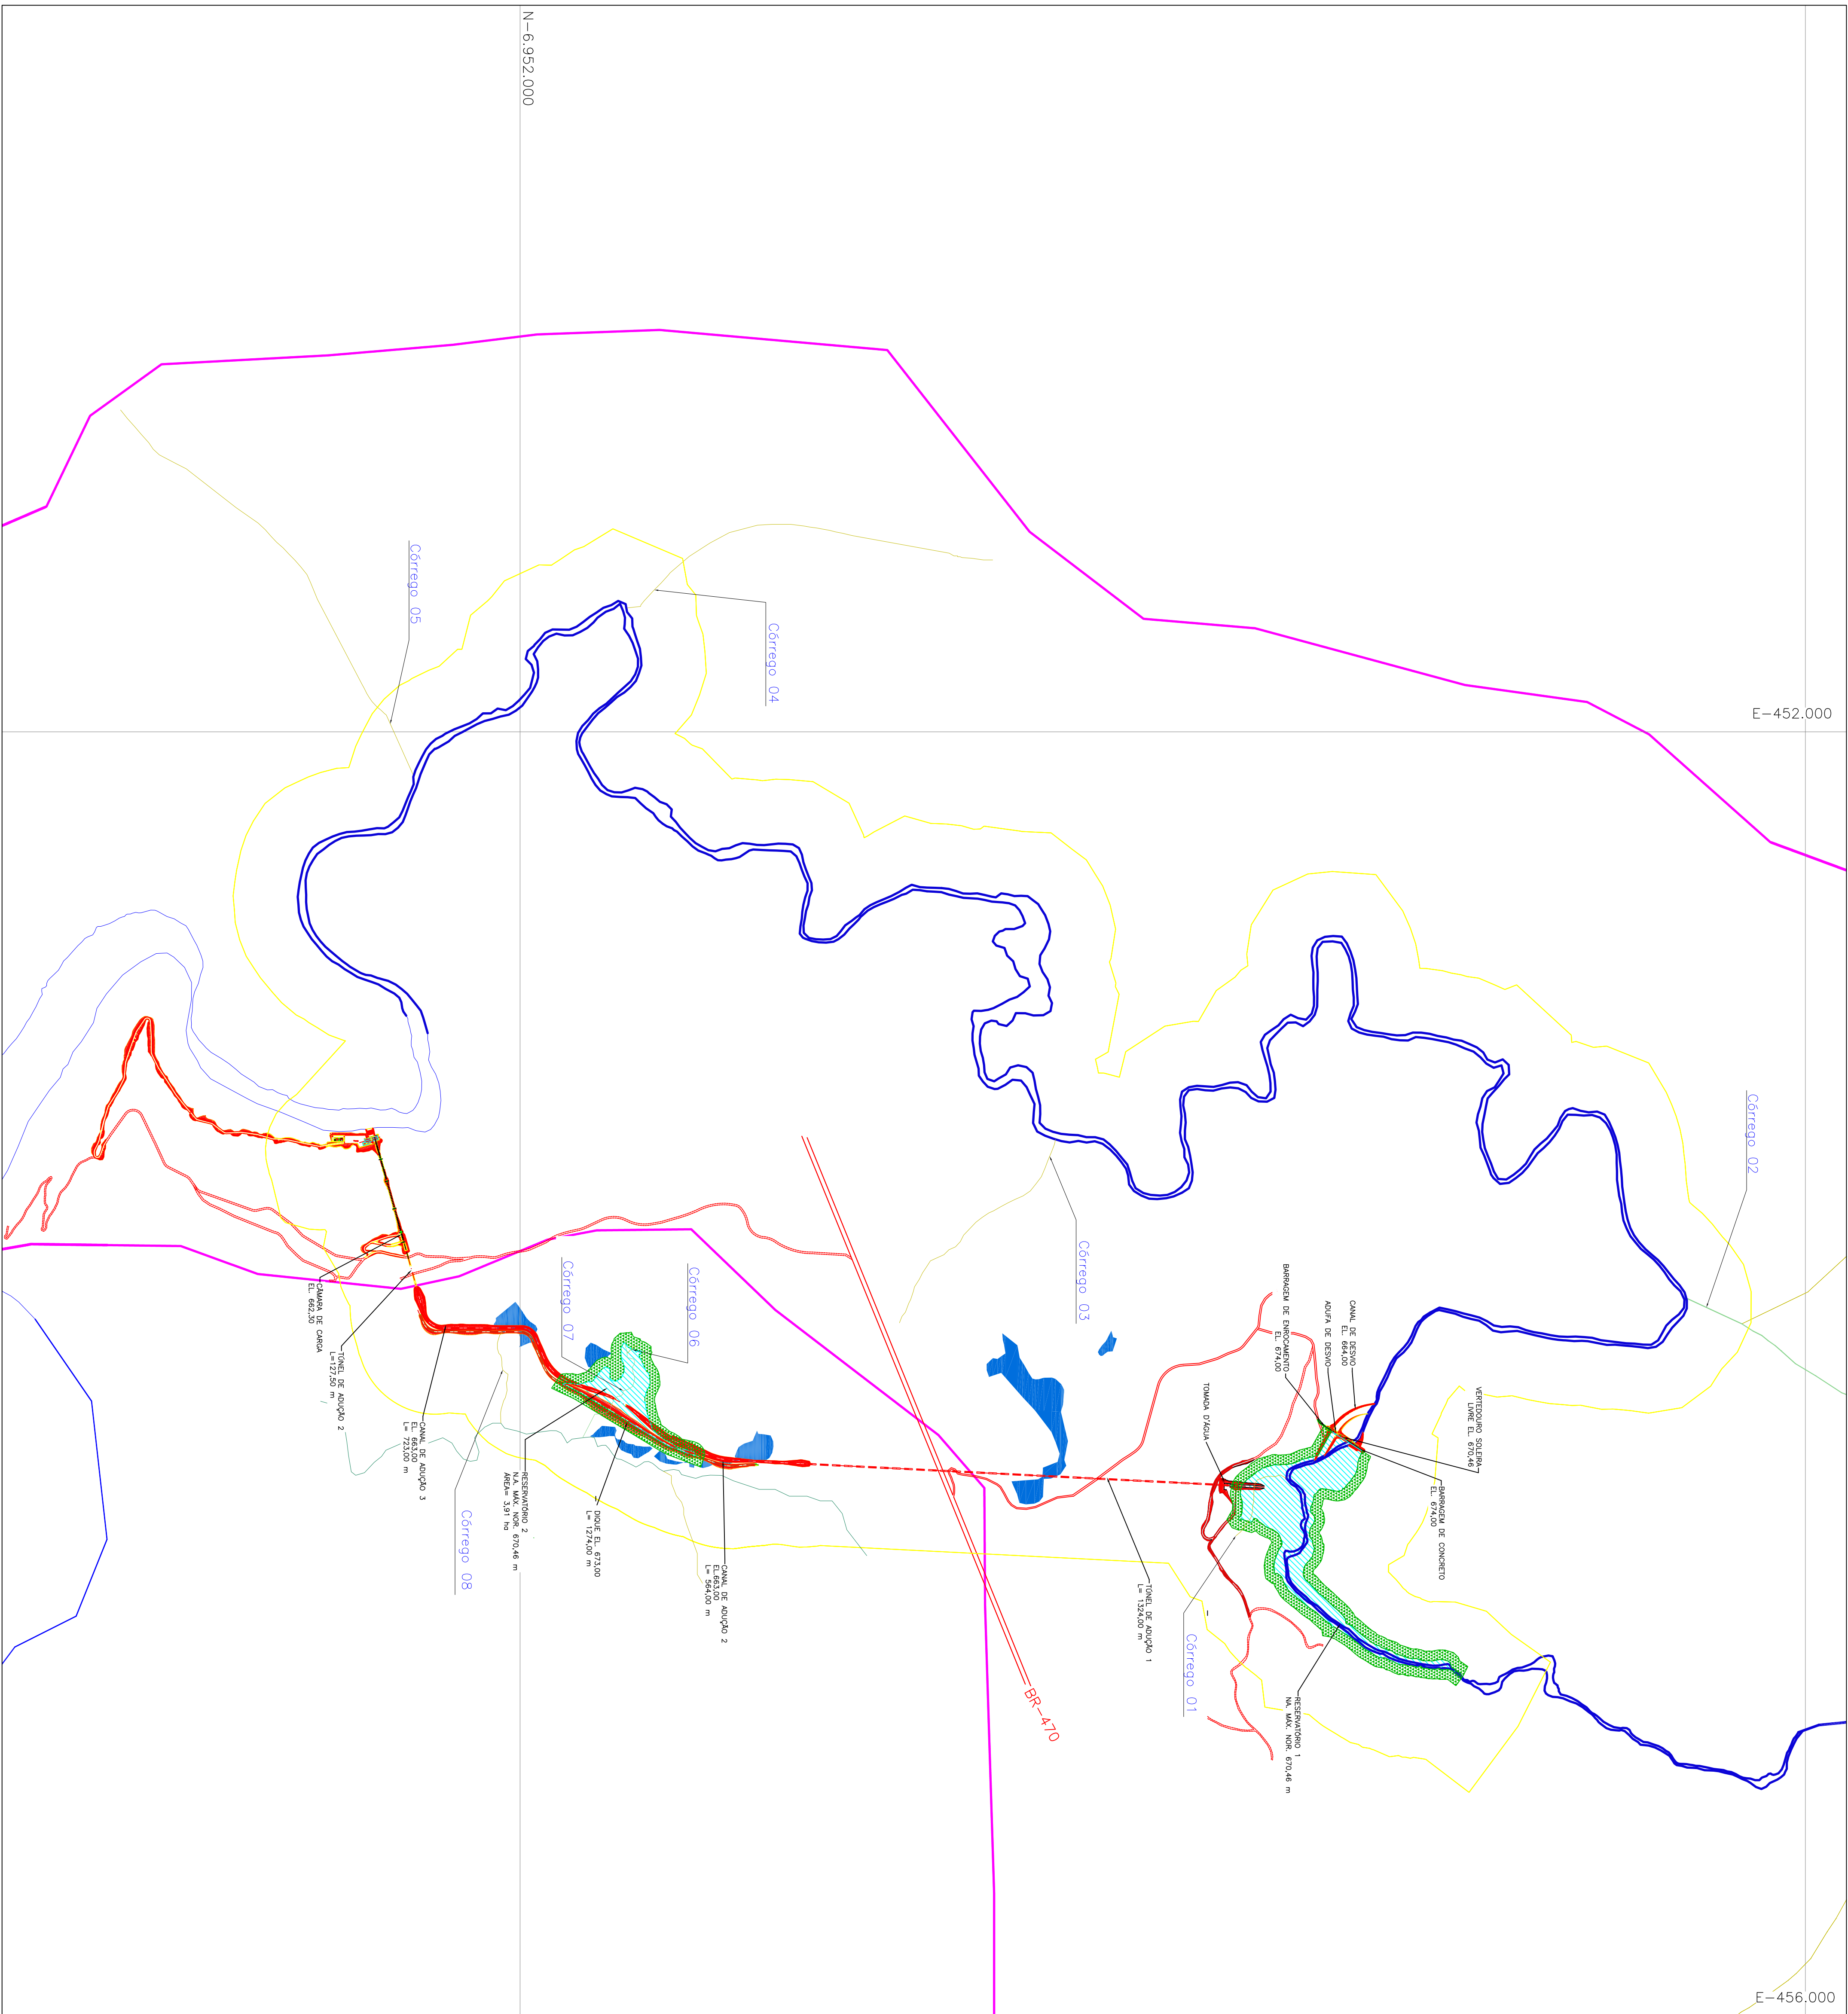 N-6.952.000
E-452.000
Córrego 05
Córrego 04
Córrego 02
Córrego 03
Córrego 06
Córrego 07
BARRAGEM DE ENROCAMENTO
EL. 674,00
CANAL DE DESVIO
EL. 664,00
ADUFA DE DESVIO
VERTEDOURO SOLEIRA
LIVRE EL. 670,46
TOMADA D'ÁGUA
BARRAGEM DE CONCRETO
EL. 674,00
CÂMARA DE CARGA
EL. 662,30
TÚNEL DE ADUÇÃO 2
L=127,50 m
CANAL DE ADUÇÃO 3
EL. 663,00
L= 723,00 m
RESERVATÓRIO 2
N.A. MÁX. NOR. 670,46 m
ÁREA= 3,91 ha
DIQUE EL. 673,00
L= 1274,00 m
Córrego 08
CANAL DE ADUÇÃO 2
EL.663,00
L= 564,00 m
TÚNEL DE ADUÇÃO 1
L= 1324,00 m
Córrego 01
BR-470
RESERVATÓRIO 1
NA. MÁX. NOR. 670,46 m
E-456.000